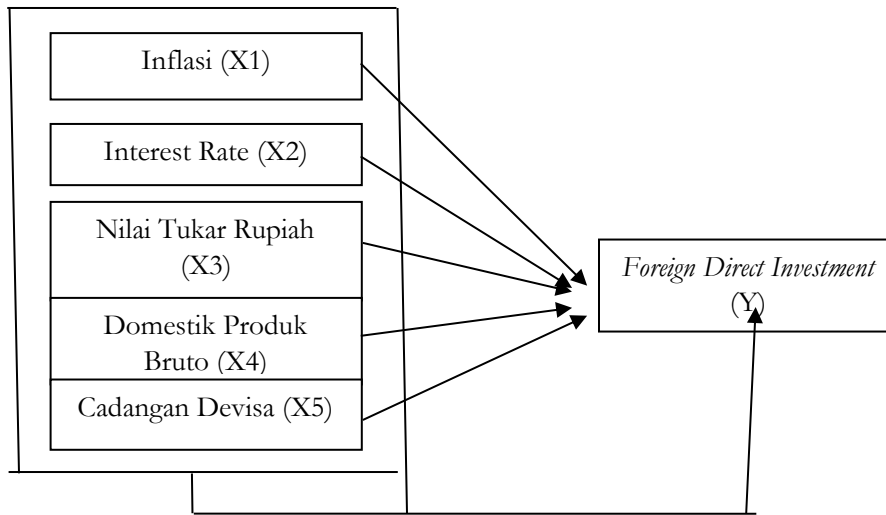 Inflasi (X1)
Interest Rate (X2)
Nilai Tukar Rupiah
(X3)
Domestik Produk
Bruto (X4)
Cadangan Devisa (X5)
Foreign Direct Investment
(Y)